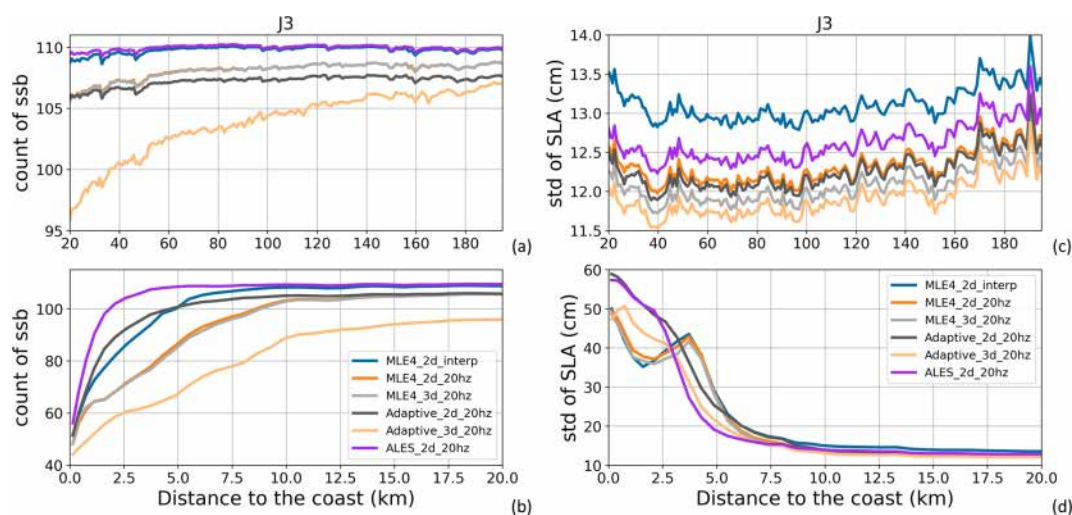 J3
count of ssb
110
105
100
95
20 40 60 80 100 120 140 160 180
(a)
count of ssb
100
80
60
40
0.0 2.5 5.0 7.5 10.0 12.5 15.0 17.5 20.0
Distance to the coast (km)
MLE4_2d_interp
MLE4_2d_20hz
MLE4_3d_20hz
Adaptive_2d_20hz
Adaptive_3d_20hz
ALES_2d_20hz
(b)
J3
std of SLA (cm)
14.0
13.5
13.0
12.5
12.0
11.5
20 40 60 80 100 120 140 160 180
(c)
std of SLA (cm)
60
50
40
30
20
10
0.0 2.5 5.0 7.5 10.0 12.5 15.0 17.5 20.0
Distance to the coast (km)
MLE4_2d_interp
MLE4_2d_20hz
MLE4_3d_20hz
Adaptive_2d_20hz
Adaptive_3d_20hz
ALES_2d_20hz
(d)